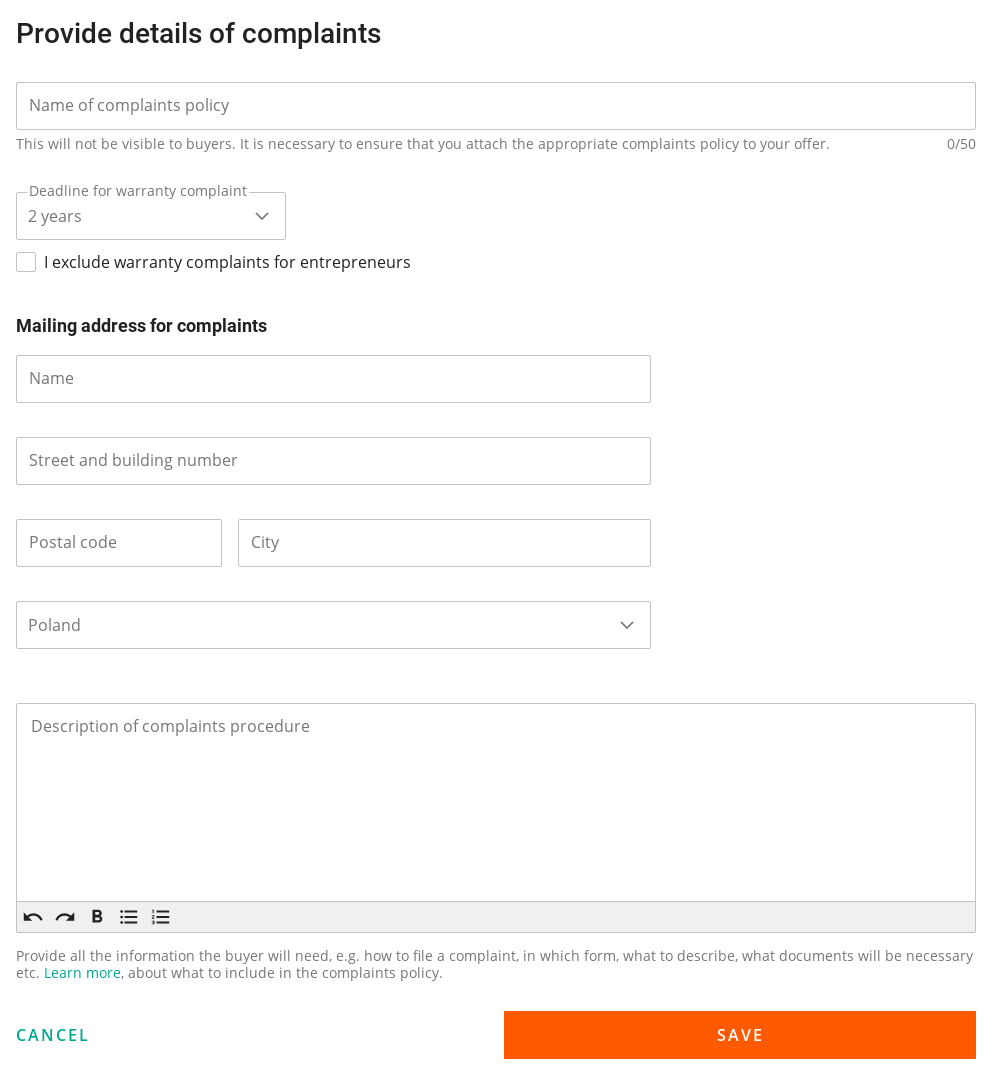 Provide details of complaints
Name of complaints policy
This will not be visible to buyers. It is necessary to ensure that you attach the appropriate complaints policy to your offer.
0/50
Deadline for warranty complaint
2 years
I exclude warranty complaints for entrepreneurs
Mailing address for complaints
Name
Street and building number
Postal code
City
Poland
Description of complaints procedure
B
Provide all the information the buyer will need, e.g. how to file a complaint, in which form, what to describe, what documents will be necessary
etc. Learn more, about what to include in the complaints policy.
CANCEL
SAVE